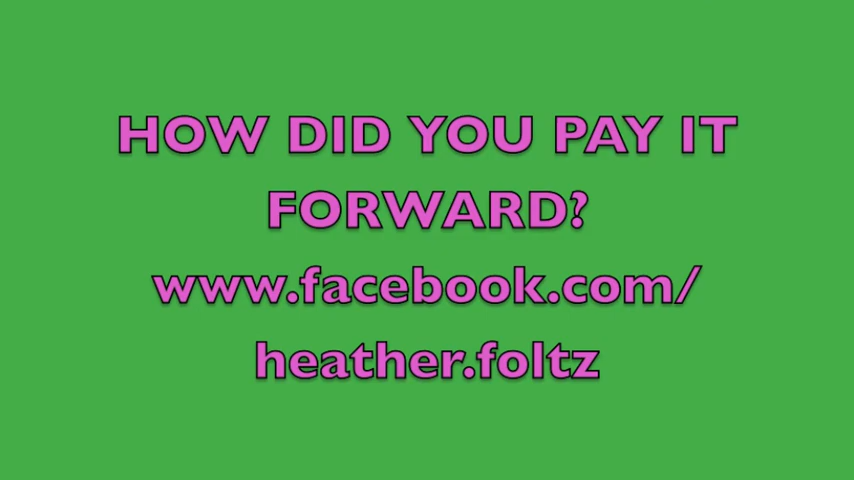 HOW DID YOU PAY IT
FORWARD?
www.facebook.com/
heather.foltz